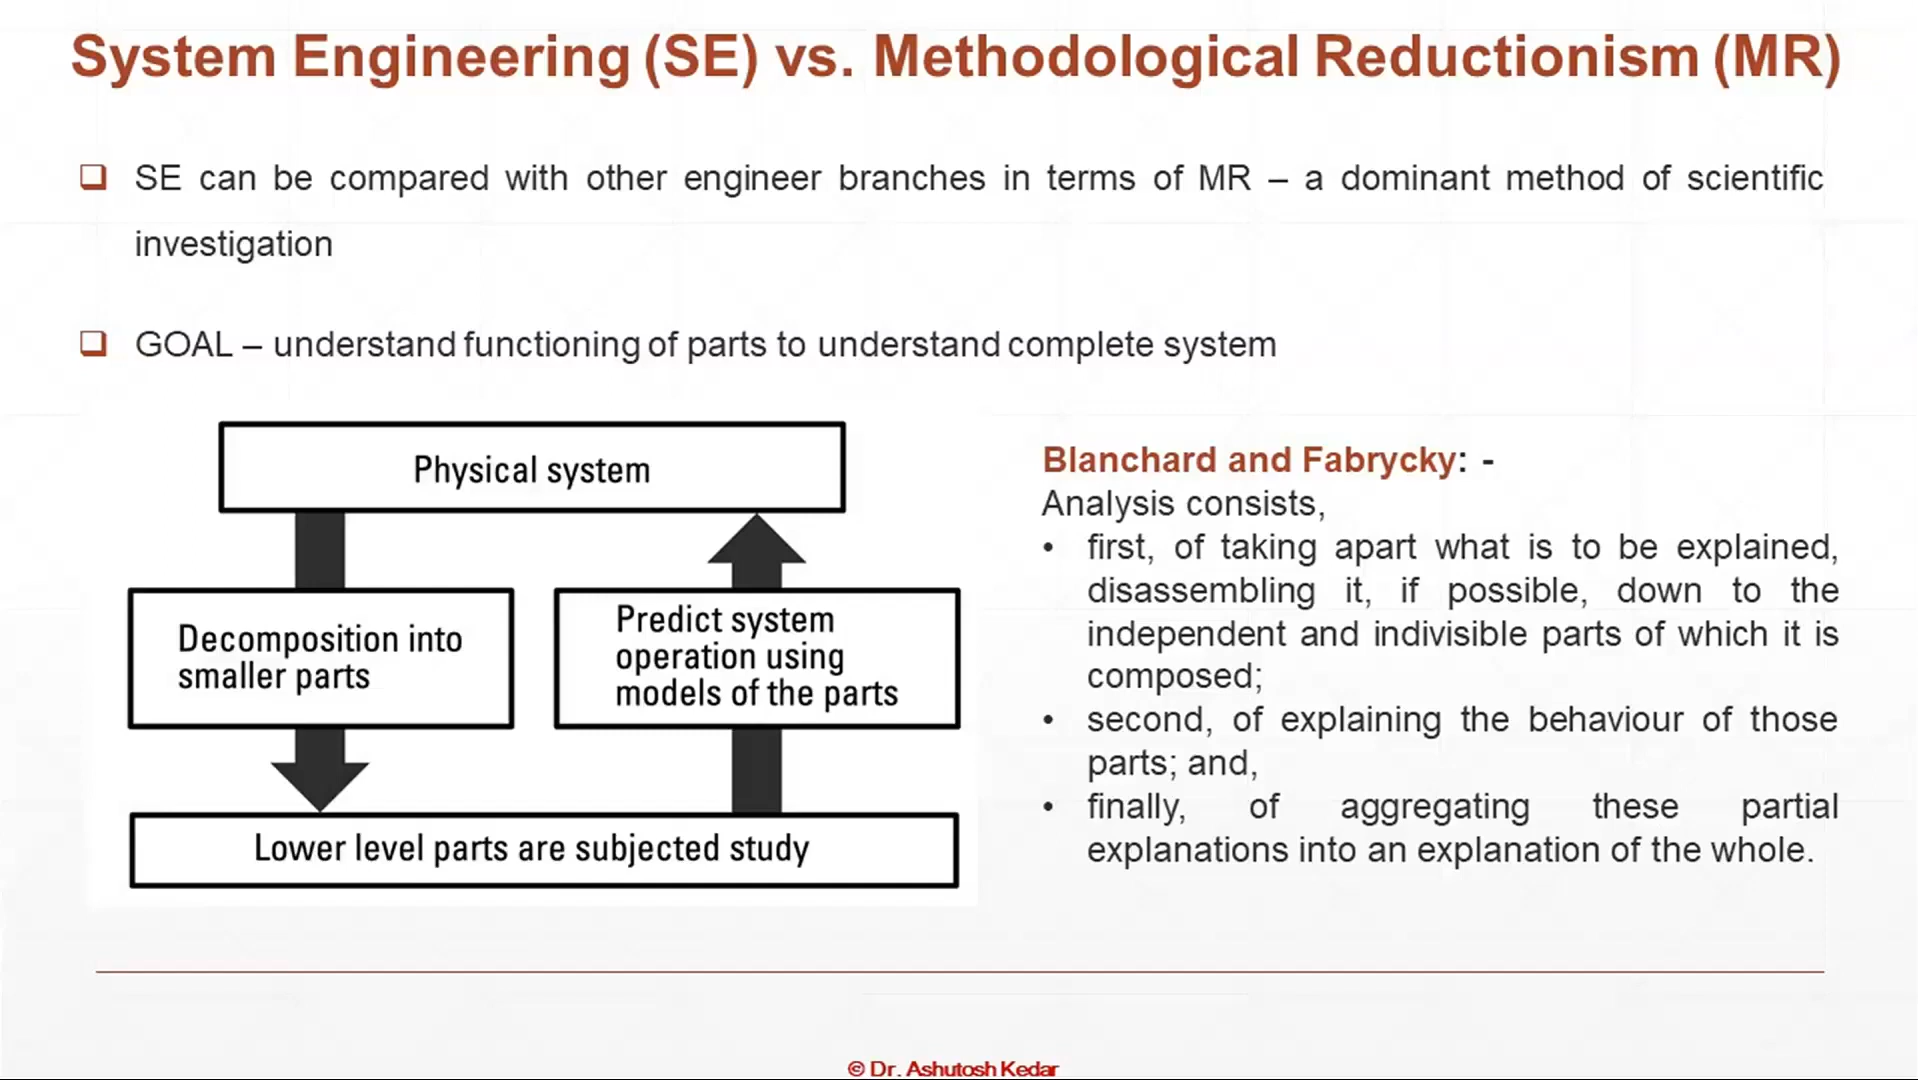 System Engineering (SE) vs. Methodological Reductionism (MR)
❑ SE can be compared with other engineer branches in terms of MR – a dominant method of scientific
investigation
❑ GOAL – understand functioning of parts to understand complete system
Physical system
Decomposition into
smaller parts
Predict system
operation using
models of the parts
Lower level parts are subjected study
Blanchard and Fabrycky: -
Analysis consists,
• first, of taking apart what is to be explained,
disassembling it, if possible, down to the
independent and indivisible parts of which it is
composed;
• second, of explaining the behaviour of those
parts; and,
• finally, of aggregating these partial
explanations into an explanation of the whole.
© Dr. Ashutosh Kedar